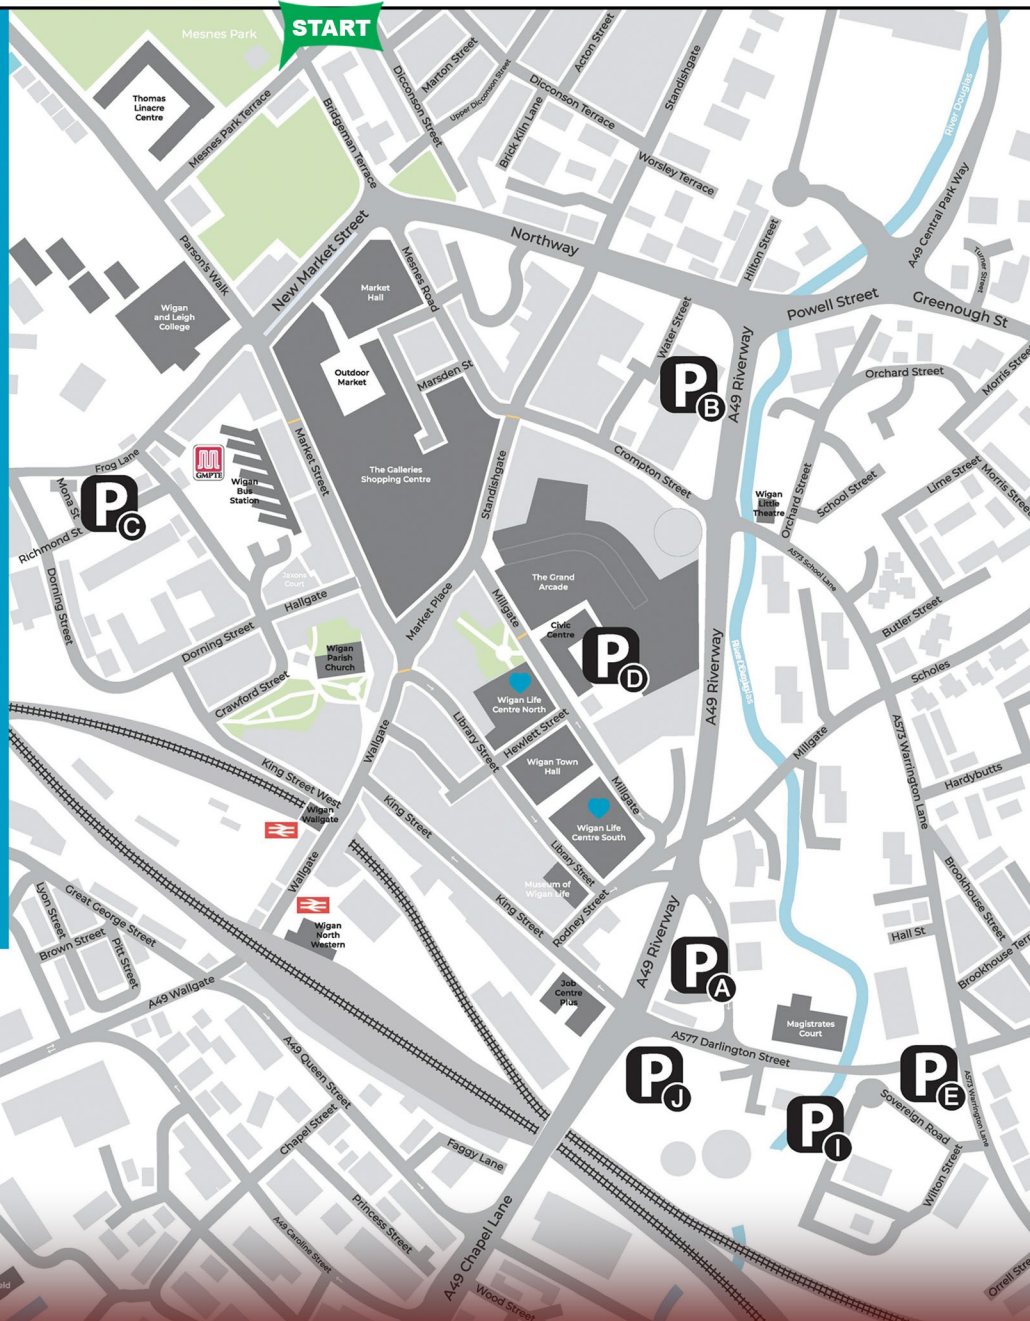 START
Mesnes Park
Thomas
Linacre
Centre
Mesnes Park Terrace
Bridgeman Terrace
Dicconson Street
Marton Street
Upper Dicconson Street
Acton Street
Dicconson Terrace
Brick Kiln Lane
Standishgate
Worsley Terrace
River Douglas
A49 Central Park Way
Turner Street
Hilton Street
Northway
Parson's Walk
New Market Street
Mesnes Road
Market
Hall
Wigan
and Leigh
College
Powell Street
Greenough St
Water Street
A49 Riverway
Outdoor
Market
Marsden St
P
B
Orchard Street
Morris Street
Frog Lane
GMPTE
Wigan
Bus
Station
Market Street
The Galleries
Shopping Centre
Standishgate
Crompton Street
Wigan
Little
Theatre
Orchard Street
School Street
Lime Street
Morris Street
Mona St
P
C
Richmond St
Dorning Street
Jaxons
Court
Hallgate
Market Place
Millgate
The Grand
Arcade
Civic
Centre
A573 School Lane
Butler Street
Scholes
Dorning Street
Wigan
Parish
Church
Crawford Street
P
D
A49 Riverway
River Douglas
Wigan Life
Centre North
Hewlett Street
Library Street
Wigan Town
Hall
Millgate
Wigan Life
Centre South
Millgate
A573 Warrington Lane
Hardybutts
Wallgate
King Street West
Wigan
Wallgate
King Street
Library Street
Museum of
Wigan Life
Wallgate
Wigan
North
Western
King Street
Rodney Street
A49 Riverway
Brookhouse Street
Hall St
Brookhouse Terr
Lyon Street
Great George Street
Brown Street
Pitt Street
A49 Wallgate
Job
Centre
Plus
P
A
Magistrates
Court
A577 Darlington Street
A49 Queen Street
P
J
P
E
P
I
Sovereign Road
A573 Warrington Lane
Wilton Street
Chapel Street
Faggy Lane
Princess Street
A49 Caroline Street
A49 Chapel Lane
Wood Street
Orrell Stre
old